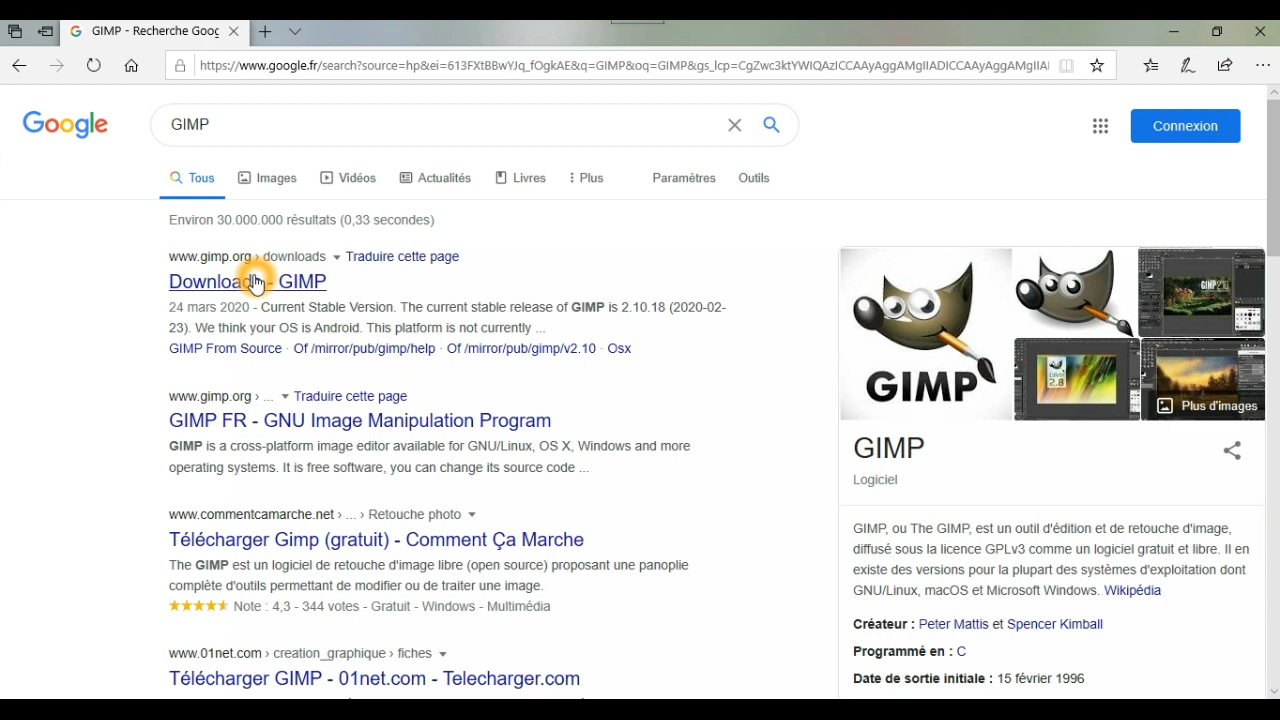 GIMP - Recherche Goog
https://www.google.fr/search?source=hp&ei=613FXtBBwYJq_fOgkAE&q=GIMP&oq=GIMP&gs_lcp=CgZwc3ktYWIQAzICCAAyAggAMgIIADICCAAyAggAMgIIA
Google
GIMP
Connexion
Tous Images Vidéos Actualités Livres Plus Paramètres Outils
Environ 30.000.000 résultats (0,33 secondes)
www.gimp.org › downloads Traduire cette page
- GIMP
24 mars 2020 - Current Stable Version. The current stable release of GIMP is 2.10.18 (2020-02-
23). We think your OS is Android. This platform is not currently ...
GIMP From Source · Of /mirror/pub/gimp/help · Of /mirror/pub/gimp/v2.10 · Osx
www.gimp.org › ... Traduire cette page
GIMP FR - GNU Image Manipulation Program
GIMP is a cross-platform image editor available for GNU/Linux, OS X, Windows and more
operating systems. It is free software, you can change its source code ...
www.commentcamarche.net › ... › Retouche photo
Télécharger Gimp (gratuit) - Comment Ça Marche
The GIMP est un logiciel de retouche d'image libre (open source) proposant une panoplie
complète d'outils permettant de modifier ou de traiter une image.
Note : 4,3 - 344 votes - Gratuit - Windows - Multimédia
www.01net.com › creation_graphique › fiches
Télécharger GIMP - 01net.com - Telecharger.com
GIMP
2.8
Plus d'images
GIMP
Logiciel
GIMP, ou The GIMP, est un outil d'édition et de retouche d'image,
diffusé sous la licence GPLv3 comme un logiciel gratuit et libre. Il en
existe des versions pour la plupart des systèmes d'exploitation dont
GNU/Linux, macOS et Microsoft Windows. Wikipédia
Créateur : Peter Mattis et Spencer Kimball
Programmé en : C
Date de sortie initiale : 15 février 1996